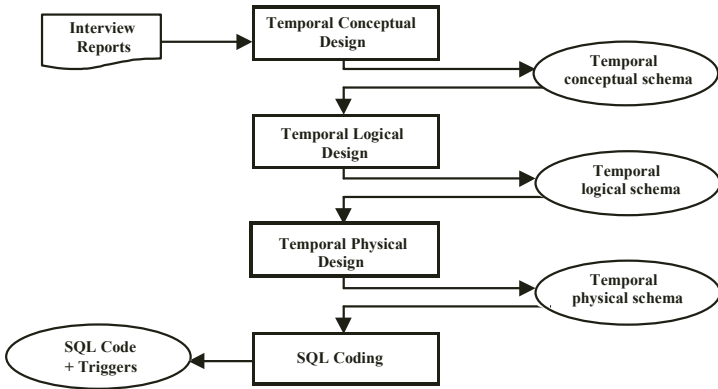 Interview
Reports
Temporal Conceptual
Design
Temporal
conceptual schema
Temporal Logical
Design
Temporal
logical schema
Temporal Physical
Design
Temporal
physical schema
SQL Code
+ Triggers
SQL Coding